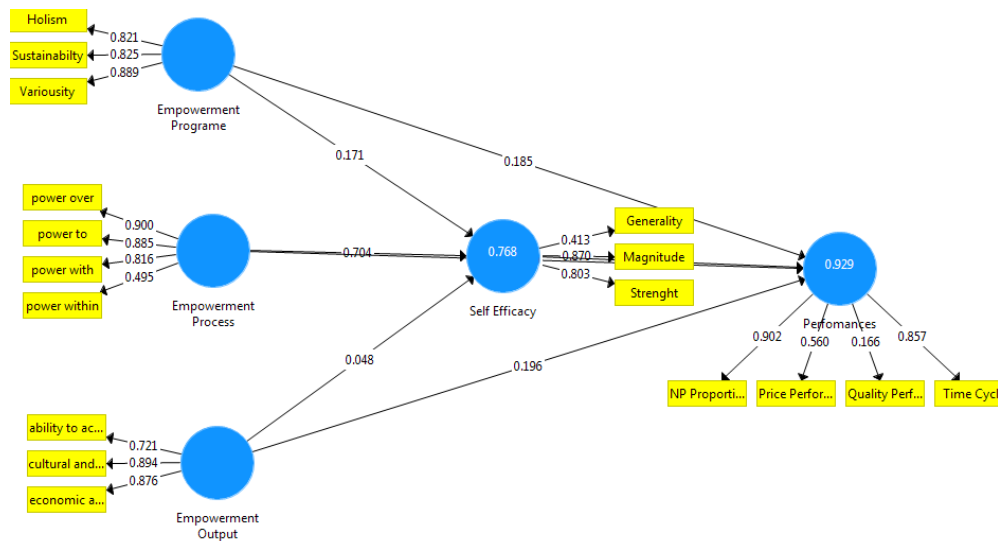 Holism
0.821
Sustainabilty
0.825
Variousity
0.889
Empowerment
Programe
0.171
0.185
power over
0.900
power to
0.885
power with
0.816
power within
0.495
Empowerment
Process
0.704
0.768
Self Efficacy
Generality
0.413
Magnitude
0.870
Strenght
0.803
0.929
Perfomances
0.902
0.560
0.166
0.857
NP Proporti...
Price Perfor...
Quality Perf...
Time Cycl
0.048
0.196
ability to ac...
0.721
cultural and...
0.894
economic a...
0.876
Empowerment
Output